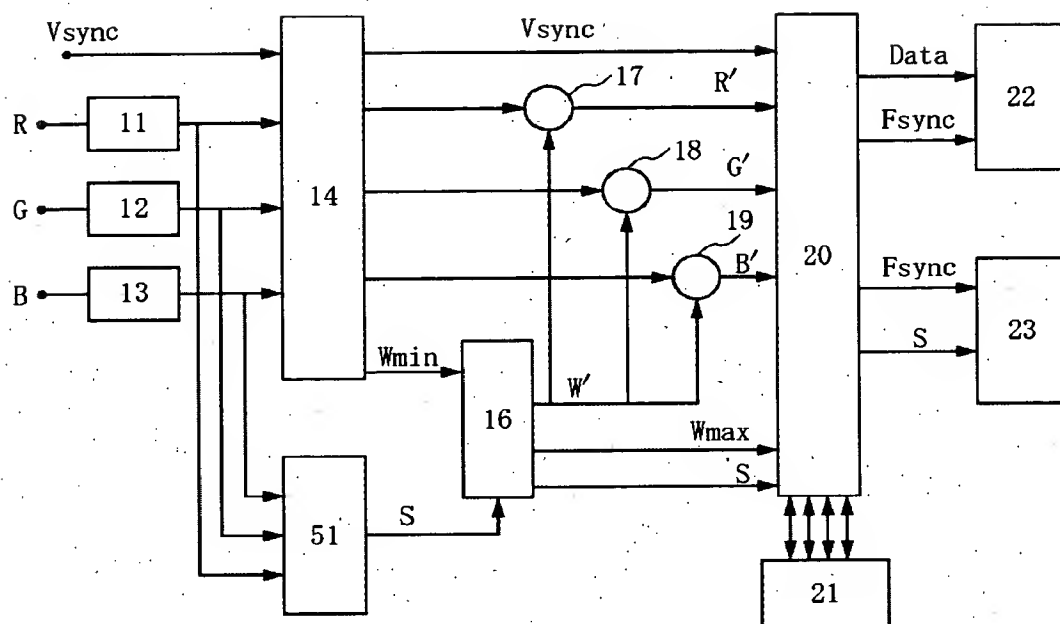 Vsync
Vsync
17
R′
Data
22
R
11
Fsync
18
G′
G
12
14
19
B′
20
B
13
Fsync
23
Wmin
S
W′
16
Wmax
S
51
S
21